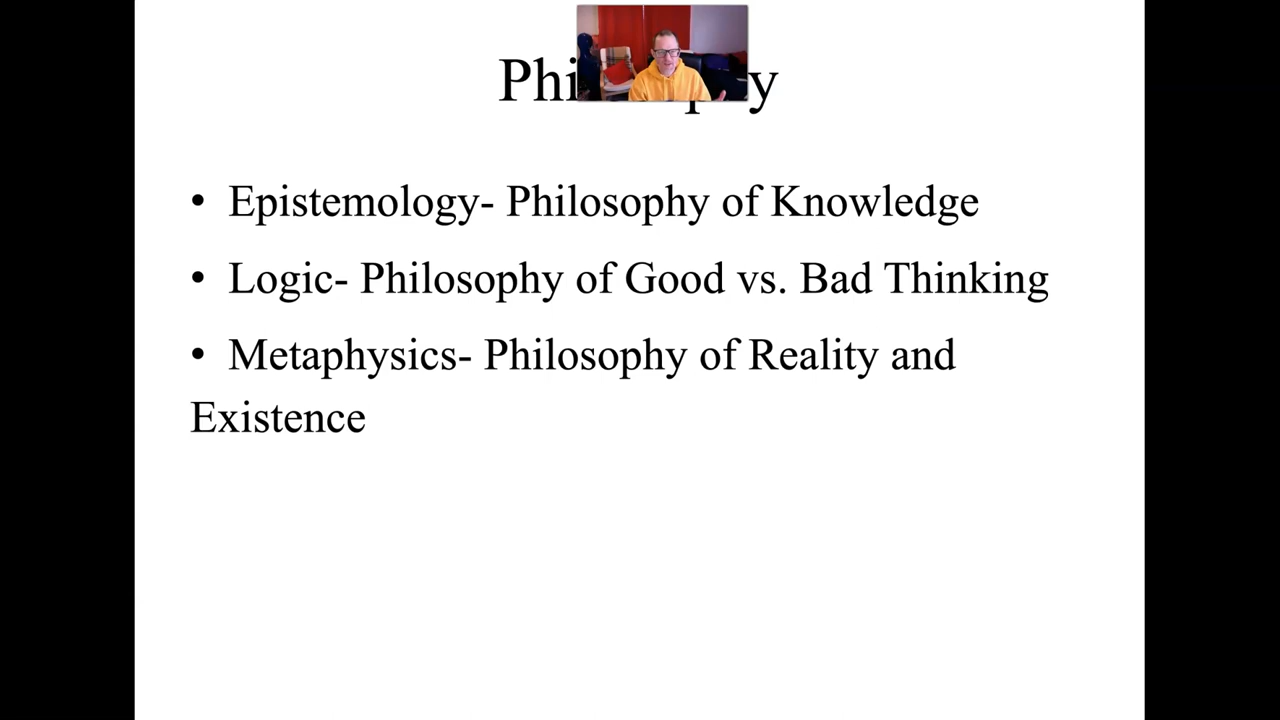 • Epistemology- Philosophy of Knowledge
• Logic- Philosophy of Good vs. Bad Thinking
• Metaphysics- Philosophy of Reality and
Existence